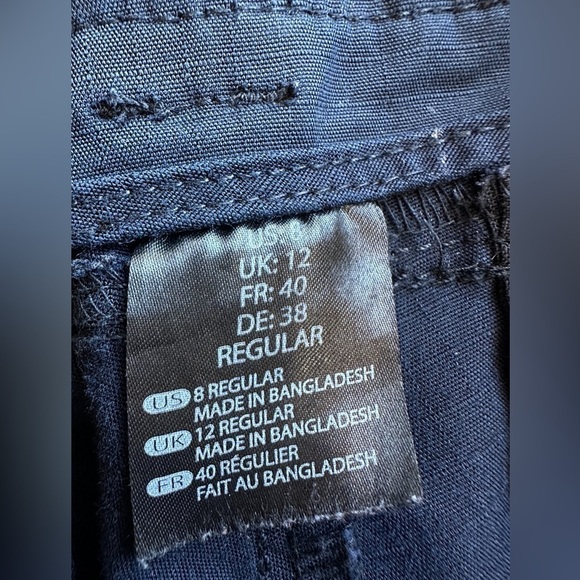 US: 8
UK: 12
FR: 40
DE: 38
REGULAR
US 8 REGULAR
MADE IN BANGLADESH
UK 12 REGULAR
MADE IN BANGLADESH
FR 40 RÉGULIER
FAIT AU BANGLADESH